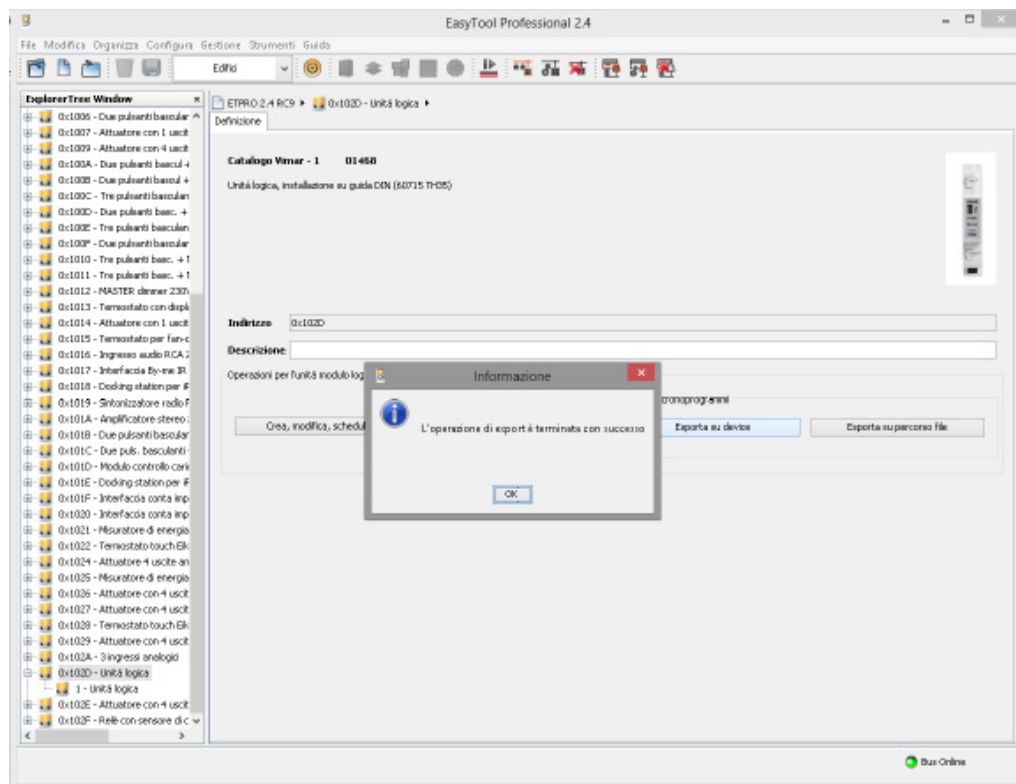 EasyTool Professional 2.4
File Modifica Organizza Configura Gestione Strumenti Guida
Edifici
ExplorerTree Window
0x1006 - Due pulsanti bascular
0x1007 - Attuatore con 1 uscit
0x1009 - Attuatore con 4 uscit
0x100A - Due pulsanti bascul +
0x100B - Due pulsanti bascul +
0x100C - Tre pulsanti basculan
0x100D - Due pulsanti basc. +
0x100E - Tre pulsanti basculan
0x100F - Due pulsanti bascular
0x1010 - Tre pulsanti basc. + 1
0x1011 - Tre pulsanti basc. + 1
0x1012 - MASTER dimmer 230V
0x1013 - Termostato con displa
0x1014 - Attuatore con 1 uscit
0x1015 - Termostato per fan-c
0x1016 - Ingresso audio RCA 2
0x1017 - Interfaccia By-me IR
0x1018 - Docking station per iF
0x1019 - Sintonizzatore radio F
0x101A - Amplificatore stereo
0x101B - Due pulsanti bascular
0x101C - Due puls. basculanti
0x101D - Modulo controllo cari
0x101E - Docking station per iF
0x101F - Interfaccia conta imp
0x1020 - Interfaccia conta imp
0x1021 - Misuratore di energia
0x1022 - Termostato touch Eik
0x1024 - Attuatore 4 uscite an
0x1025 - Misuratore di energia
0x1026 - Attuatore con 4 uscit
0x1027 - Attuatore con 4 uscit
0x1028 - Termostato touch Eik
0x1029 - Attuatore con 4 uscit
0x102A - 3 ingressi analogici
0x102D - Unità logica
1 - Unità logica
0x102E - Attuatore con 4 uscit
0x102F - Relè con sensore di c
ETPRO 2.4 RC9 0x102D - Unità logica
Definizione
Catalogo Vimar - 1 01468
Unità logica, installazione su guida DIN (60715 TH35)
Indirizzo 0x102D
Descrizione
Operazioni per l'unità modulo log
cronoprogrammi
Crea, modifica, schedul
Esporta su device
Esporta su percorso file
Informazione
L'operazione di export è terminata con successo
OK
Bus Online